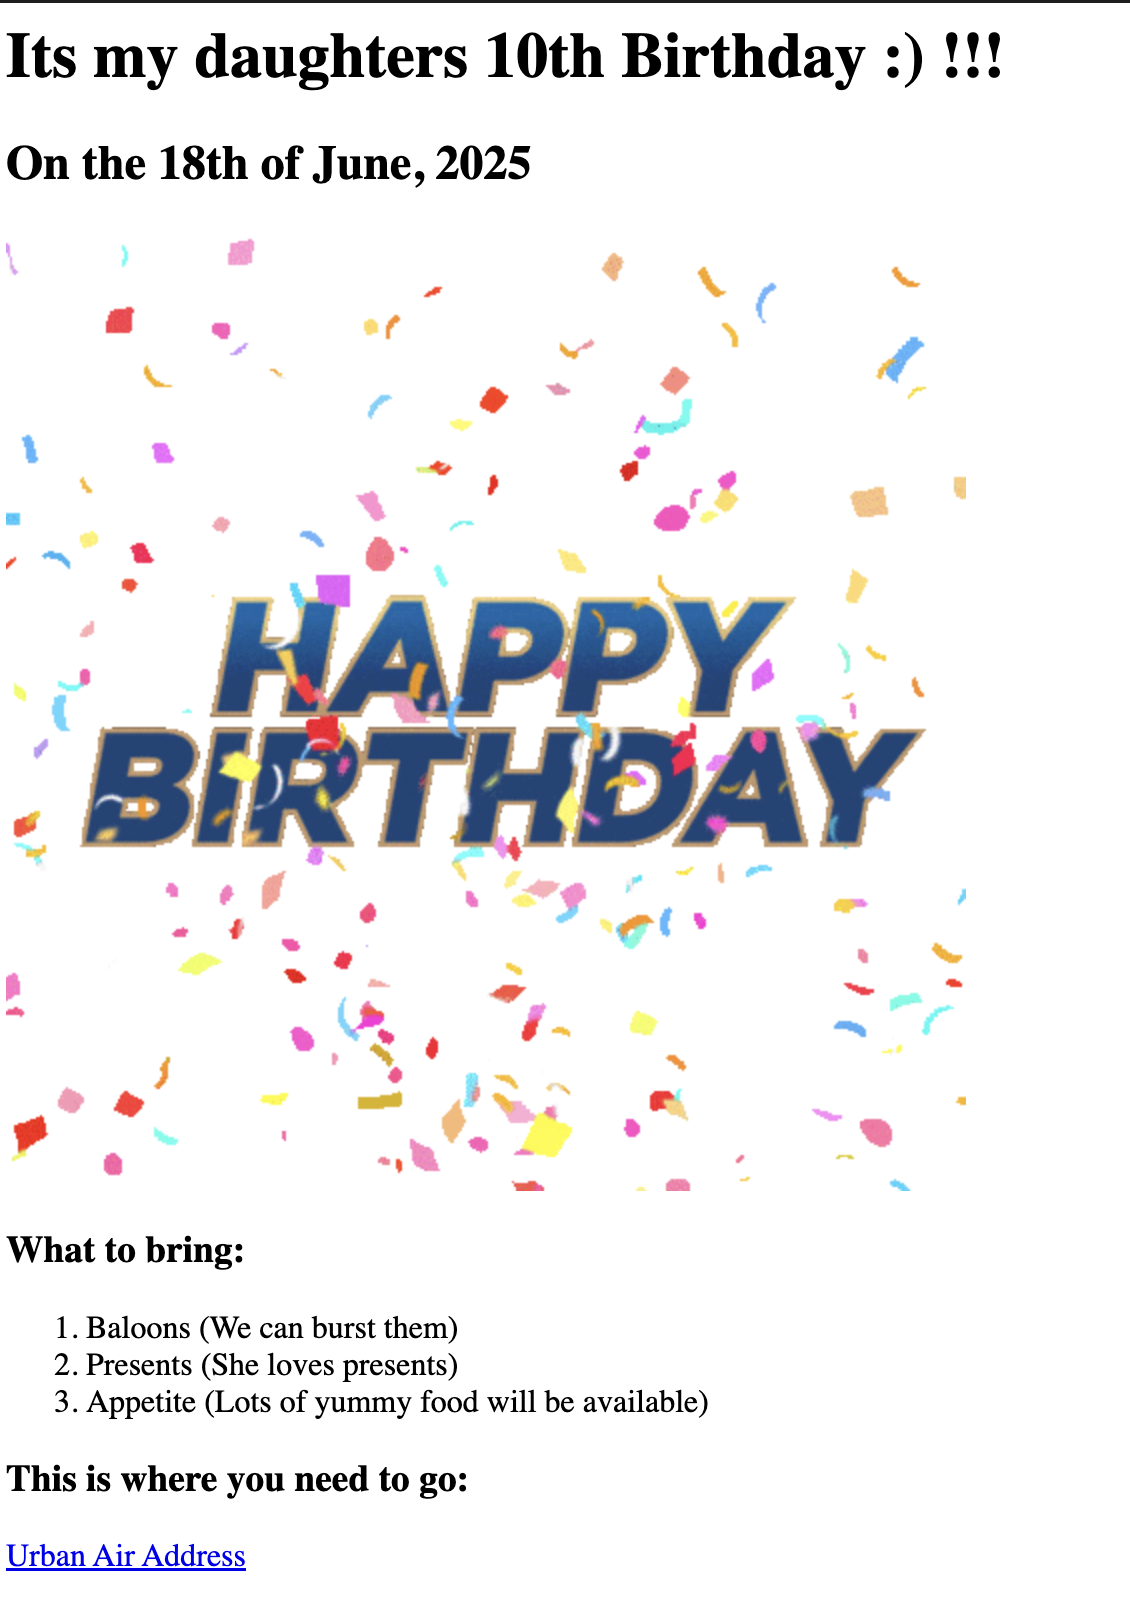 Its my daughters 10th Birthday :) !!!
On the 18th of June, 2025
HAPPY
BIRTHDAY
What to bring:
1. Baloons (We can burst them)
2. Presents (She loves presents)
3. Appetite (Lots of yummy food will be available)
This is where you need to go:
Urban Air Address